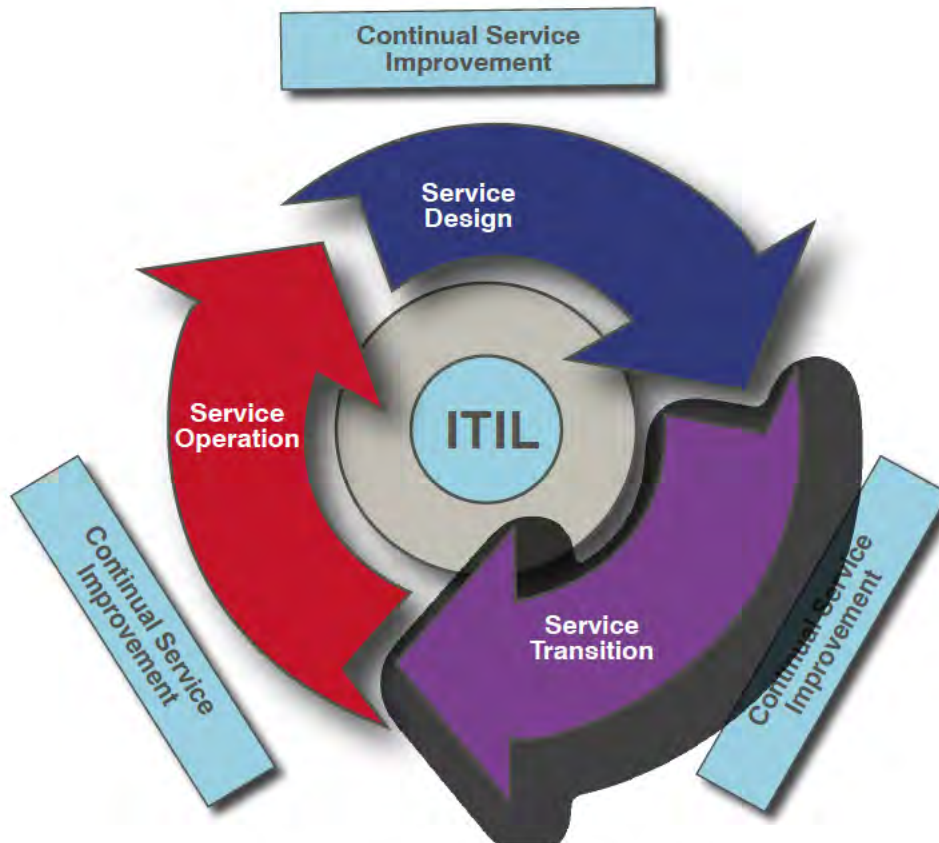 Continual Service
Improvement
Service
Design
Service
Operation
ITIL
Service
Transition
Continual Service
Improvement
Continual Service
Improvement